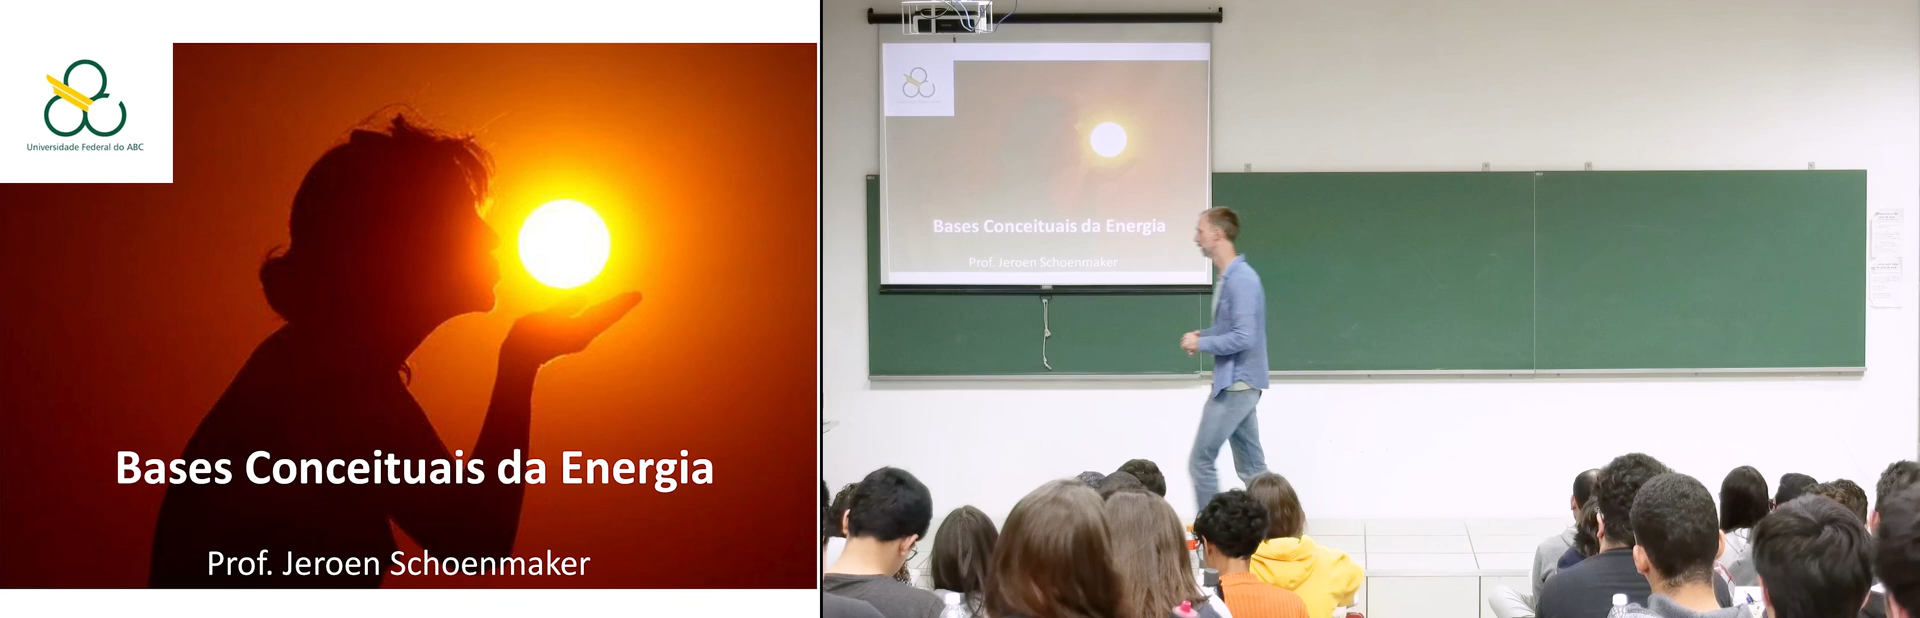 Universidade Federal do ABC
Bases Conceituais da Energia
Prof. Jeroen Schoenmaker
Bases Conceituais da Energia
Prof. Jeroen Schoenmaker